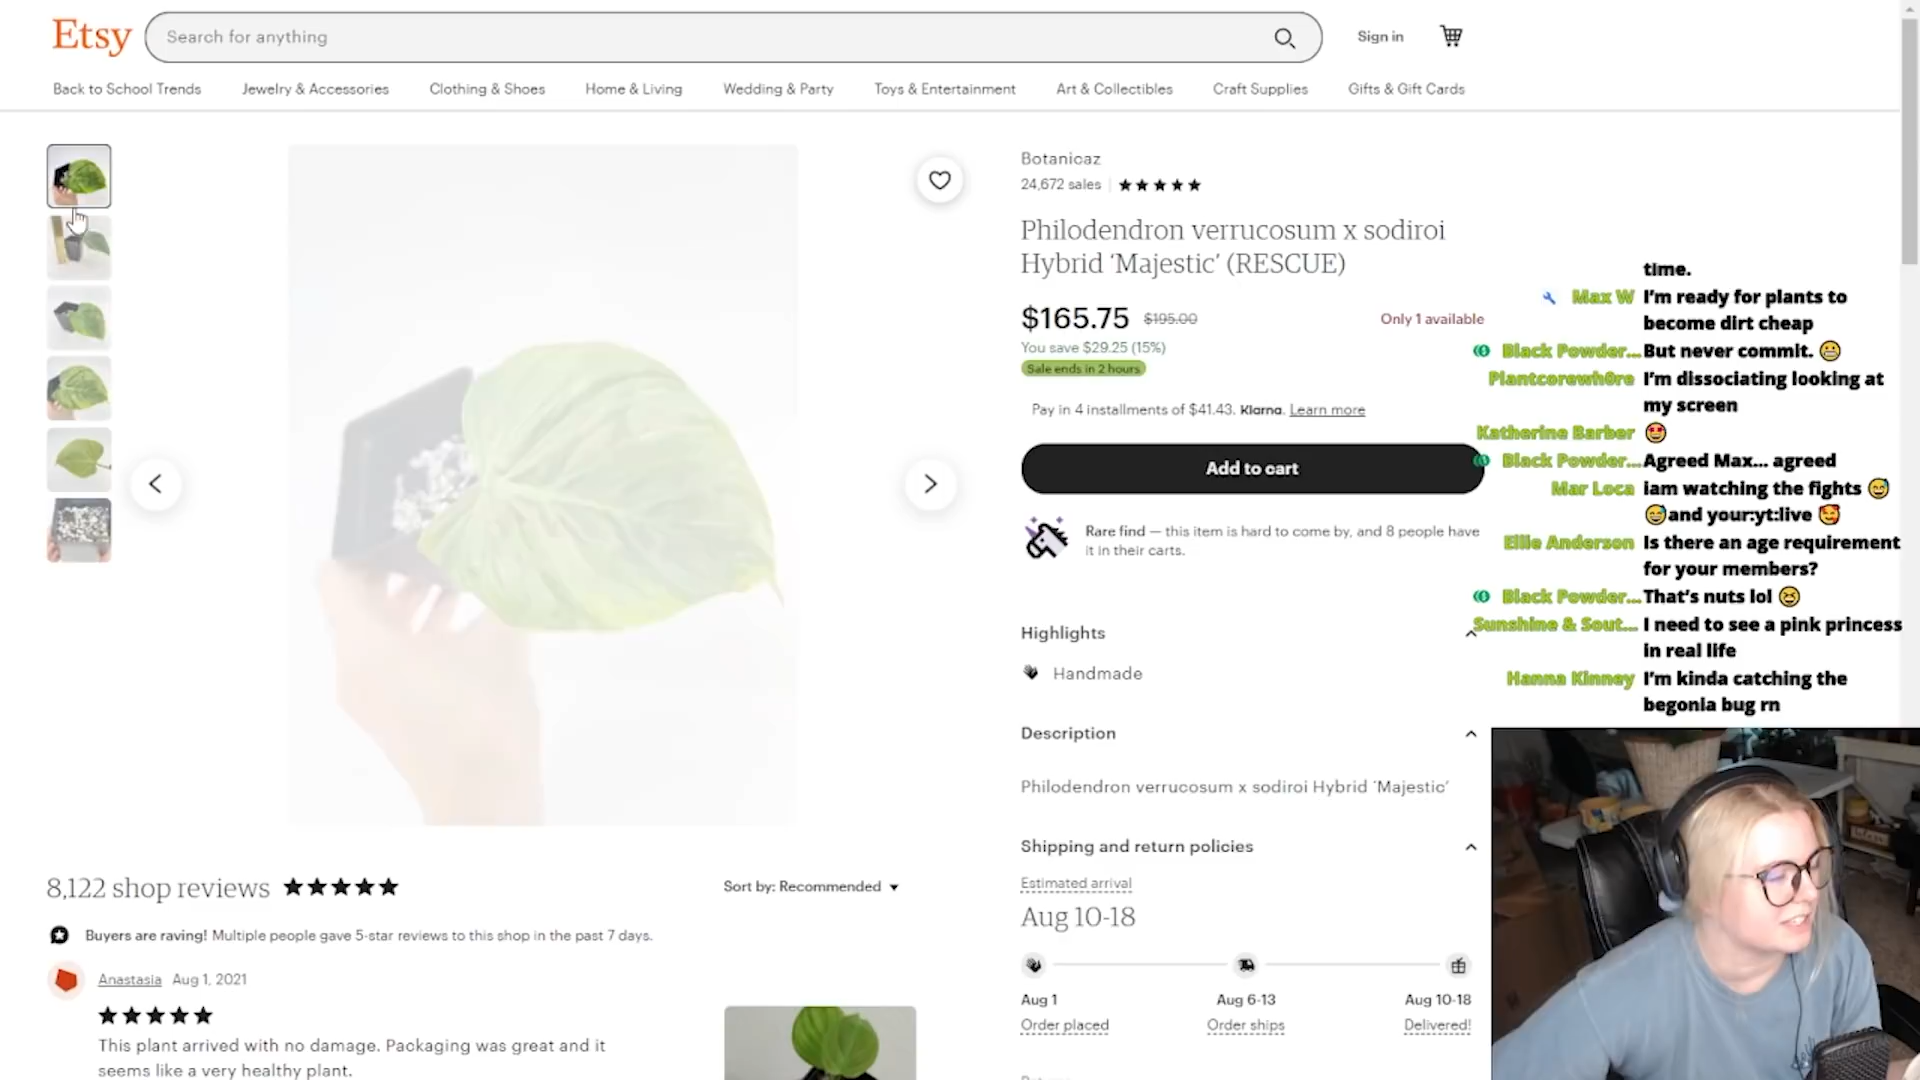 Etsy
Search for anything
Sign in
Back to School Trends
Jewelry & Accessories
Clothing & Shoes
Home & Living
Wedding & Party
Toys & Entertainment
Art & Collectibles
Craft Supplies
Gifts & Gift Cards
Botanicaz
24,672 sales
Philodendron verrucosum x sodiroi
Hybrid ‘Majestic’ (RESCUE)
$165.75 $195.00
Only 1 available
You save $29.25 (15%)
Sale ends in 2 hours
Pay in 4 installments of $41.43. Klarna. Learn more
Add to cart
Rare find — this item is hard to come by, and 8 people have
it in their carts.
Highlights
Handmade
Description
Philodendron verrucosum x sodiroi Hybrid ‘Majestic’
Shipping and return policies
Estimated arrival
Aug 10-18
Aug 1
Order placed
Aug 6-13
Order ships
Aug 10-18
Delivered!
8,122 shop reviews
Sort by: Recommended
Buyers are raving! Multiple people gave 5-star reviews to this shop in the past 7 days.
Anastasia Aug 1, 2021
This plant arrived with no damage. Packaging was great and it
seems like a very healthy plant.
time.
Max W I’m ready for plants to
become dirt cheap
Black Powder... But never commit. 😬
Plantcorewh0re I’m dissociating looking at
my screen
Katherine Barber 🤩
Black Powder... Agreed Max... agreed
Mar Loca iam watching the fights 😅
😅and your:yt:live 🥰
Ellie Anderson Is there an age requirement
for your members?
Black Powder... That’s nuts lol 😆
Sunshine & Sout... I need to see a pink princess
in real life
Hanna Kinney I’m kinda catching the
begonia bug rn